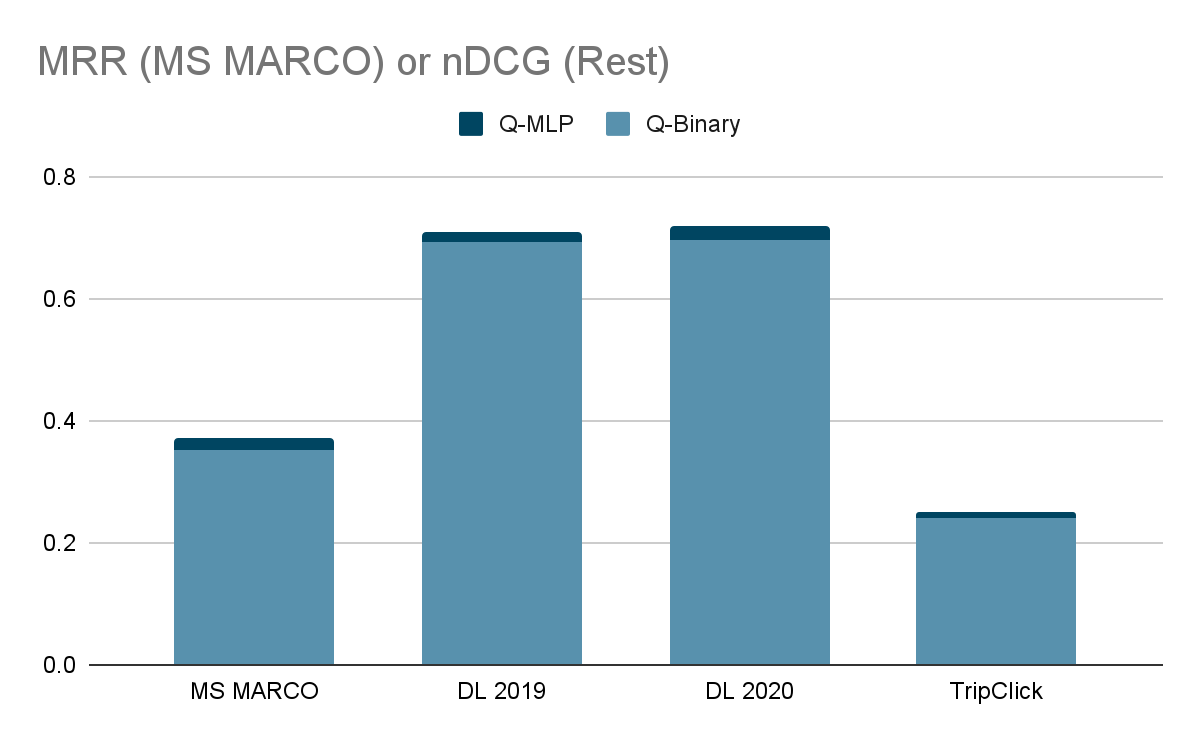 MRR (MS MARCO) or nDCG (Rest)
Q-MLP Q-Binary
0.8
0.6
0.4
0.2
0.0
MS MARCO DL 2019 DL 2020 TripClick